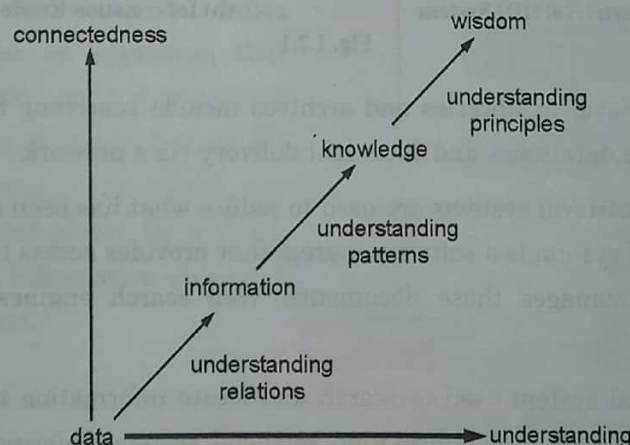 wisdom
connectedness
understanding
principles
knowledge
understanding
patterns
information
understanding
relations
data
understanding